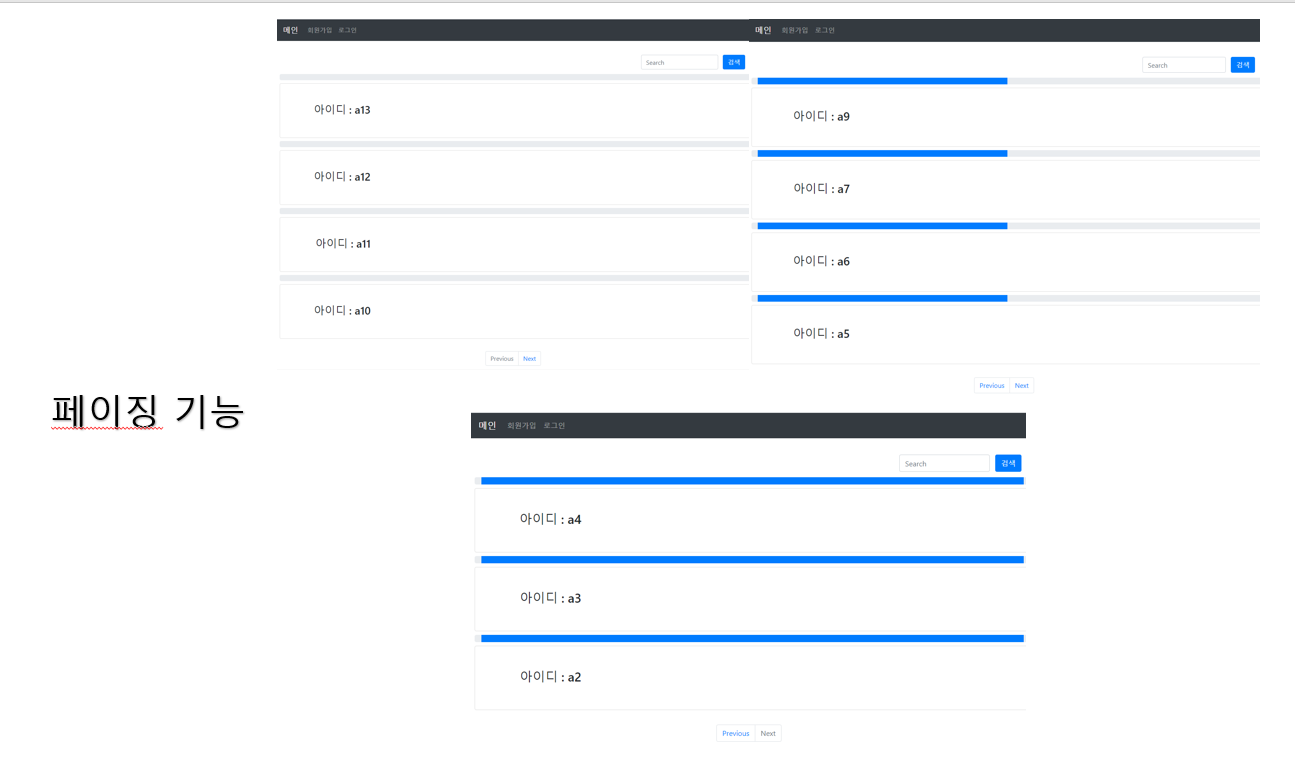 메인 회원가입 로그인
Search 검색
아이디 : a13
아이디 : a12
아이디 : a11
아이디 : a10
Previous Next
메인 회원가입 로그인
Search 검색
아이디 : a9
아이디 : a7
아이디 : a6
아이디 : a5
Previous Next
페이징 기능
메인 회원가입 로그인
Search 검색
아이디 : a4
아이디 : a3
아이디 : a2
Previous Next